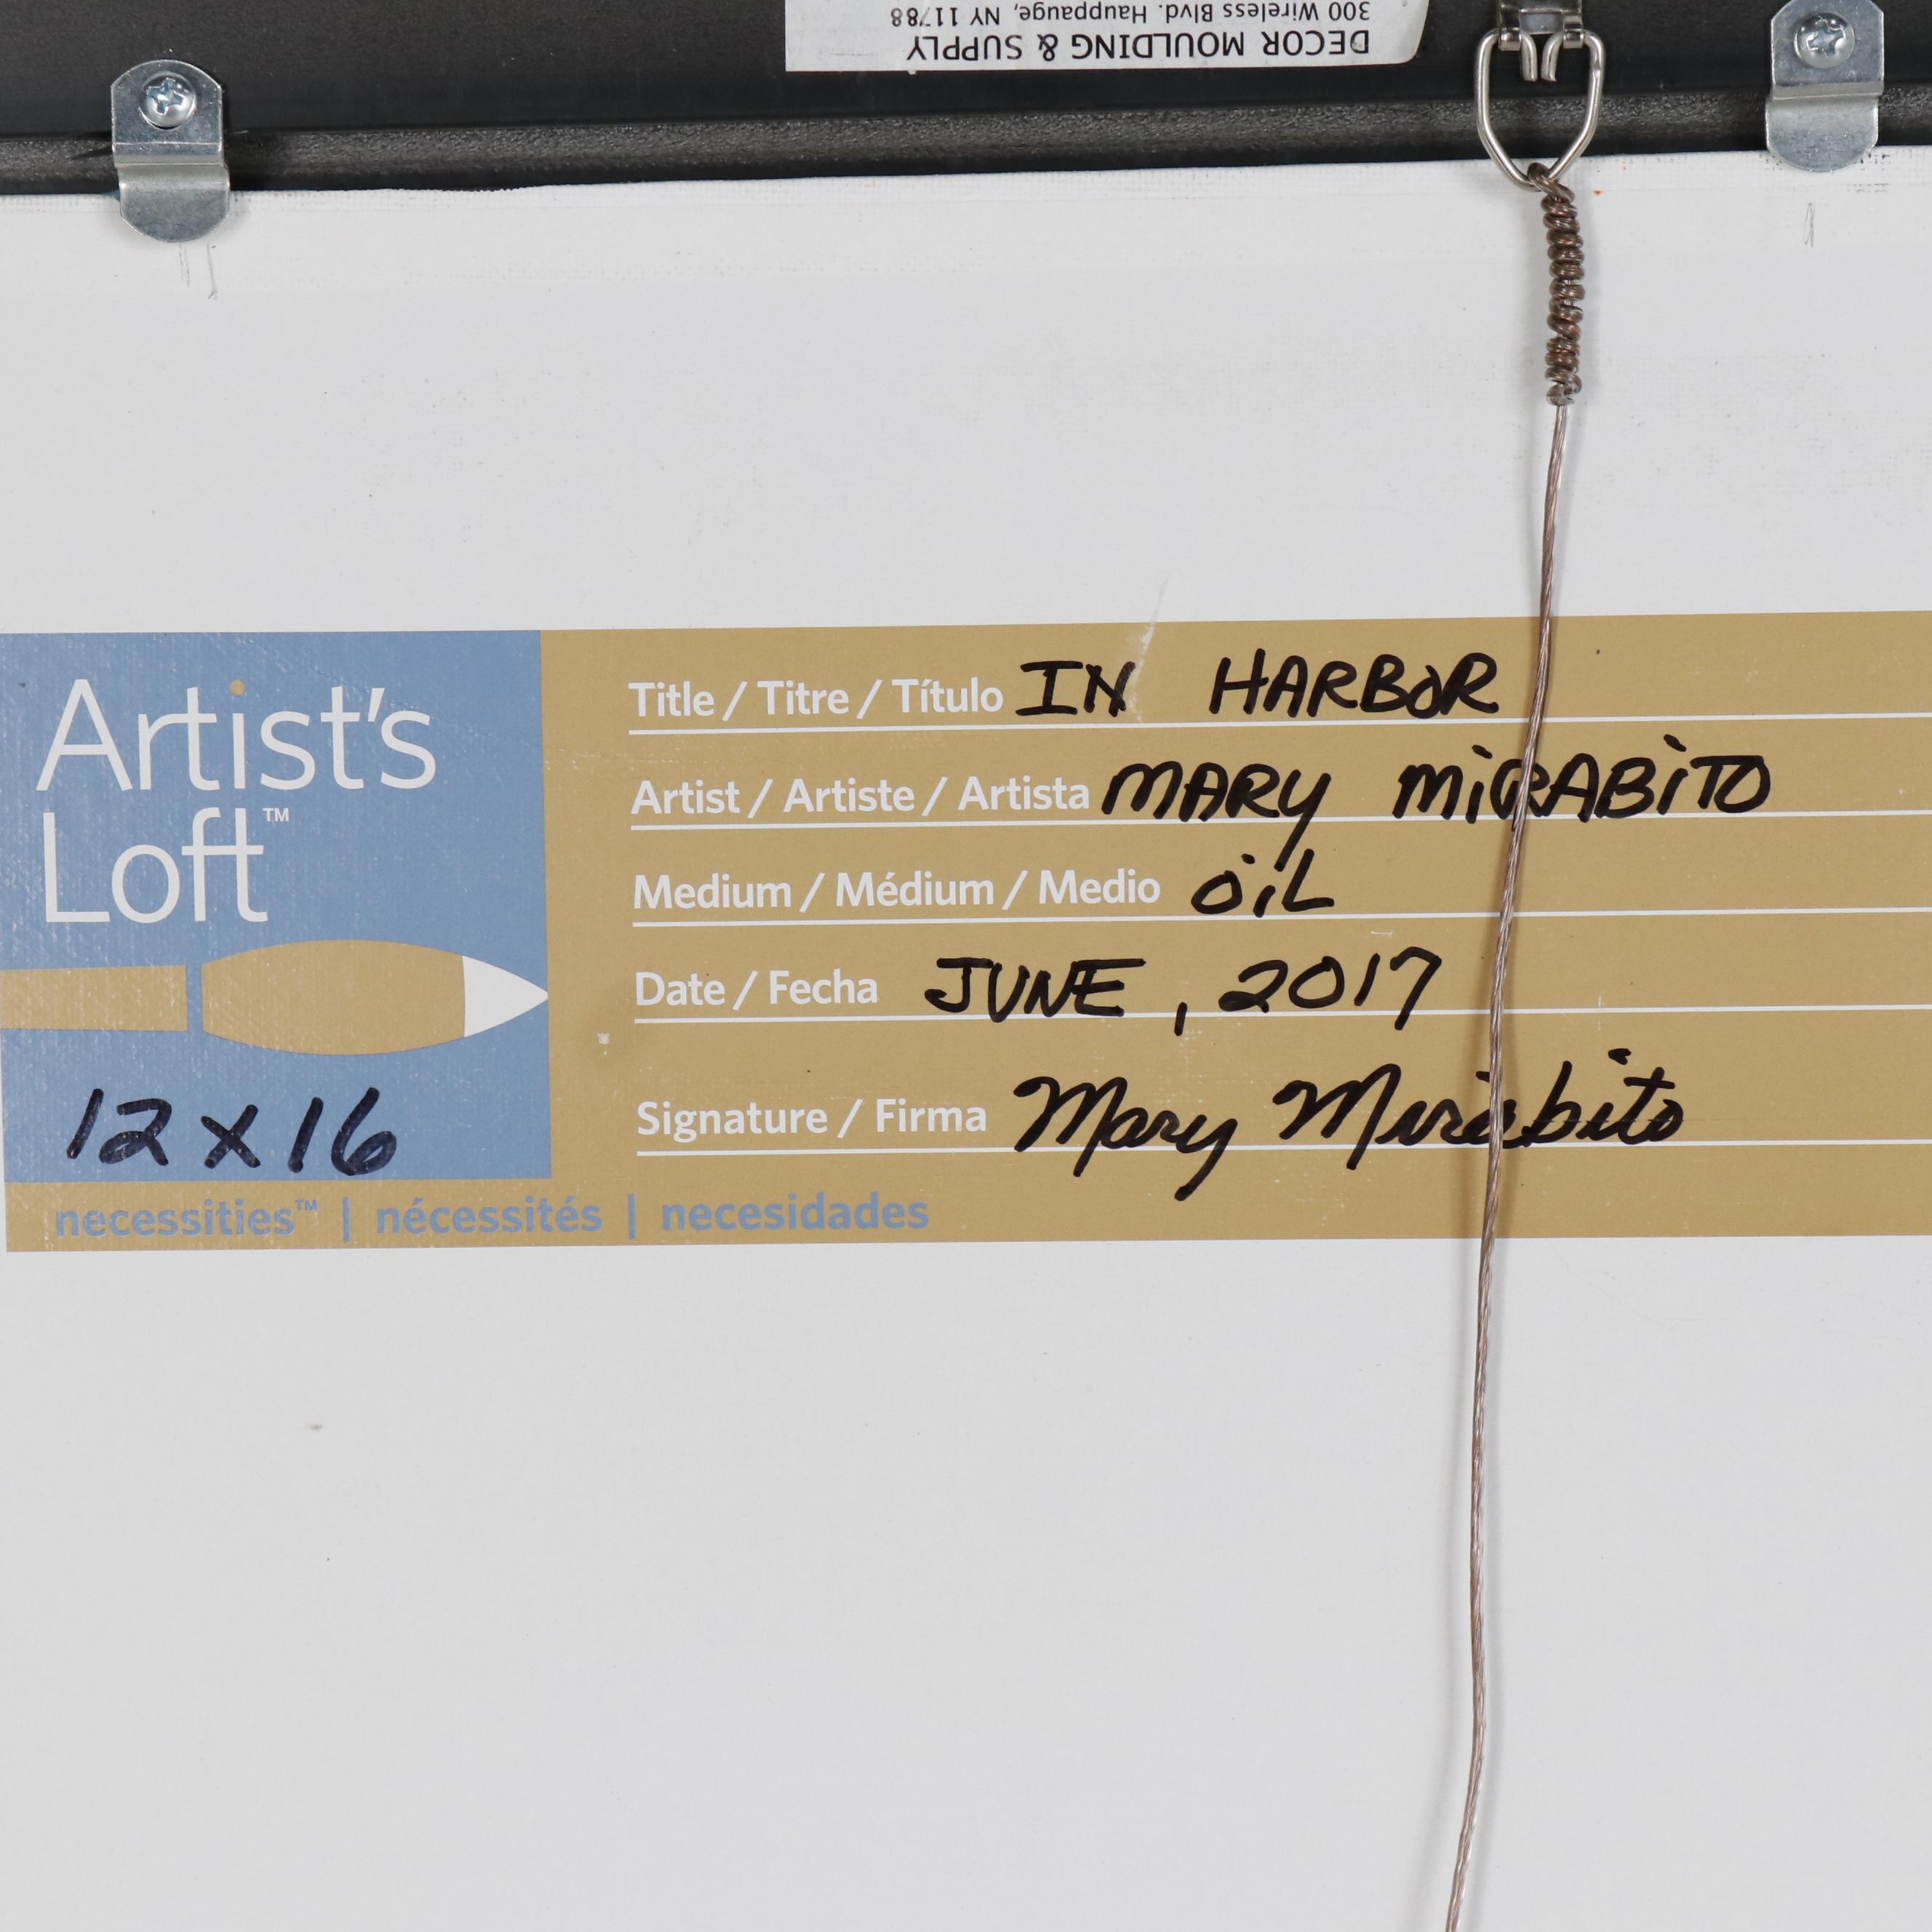 300 Wireless Blvd. Hauppauge, NY 11788
DECOR MOULDING & SUPPLY
Artist's
Loft™
12 x 16
Title / Titre / Título IN HARBOR
Artist / Artiste / Artista MARY MiRABiTO
Medium / Médium / Medio OiL
Date / Fecha JUNE, 2017
Signature / Firma Mary Mirabito
necessities™ | nécessités | necesidades